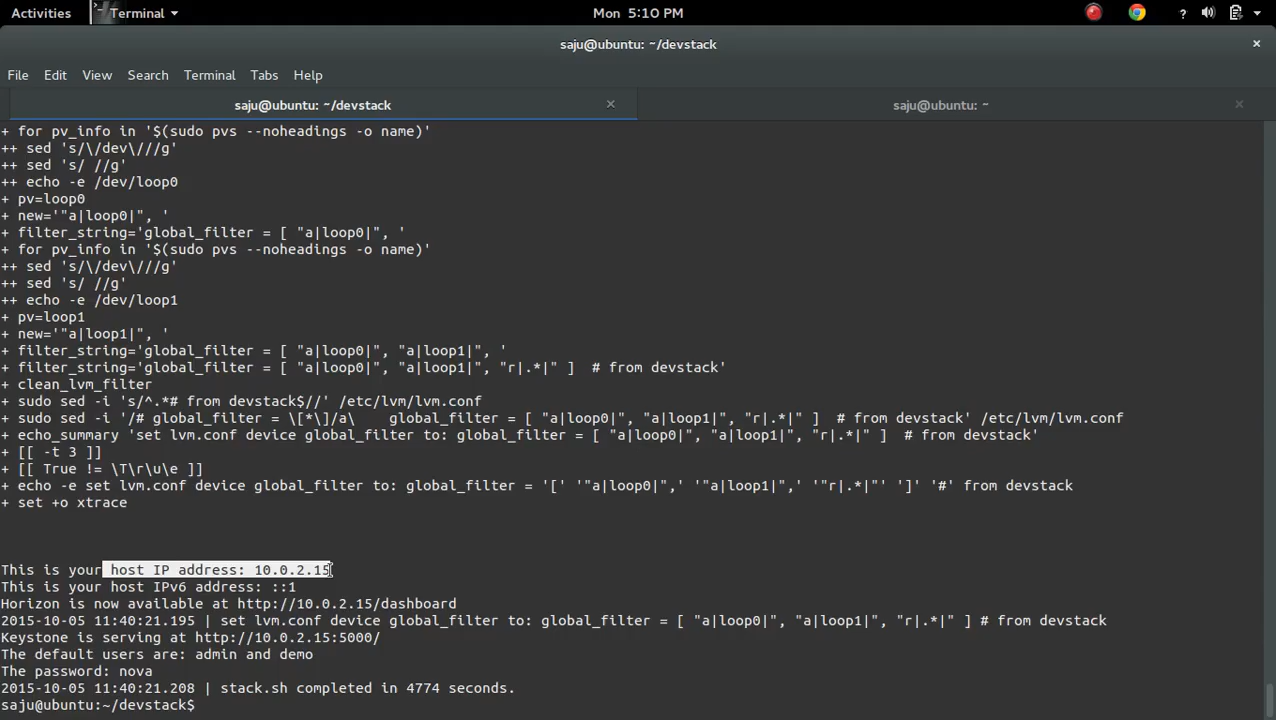 Activities
Terminal
Mon 5:10 PM
?
saju@ubuntu: ~/devstack
×
File Edit View Search Terminal Tabs Help
saju@ubuntu: ~/devstack × saju@ubuntu: ~ ×
+ for pv_info in '$(sudo pvs --noheadings -o name)'
++ sed 's/\/dev\///g'
++ sed 's/ //g'
++ echo -e /dev/loop0
+ pv=loop0
+ new='"a|loop0|", '
+ filter_string='global_filter = [ "a|loop0|", '
+ for pv_info in '$(sudo pvs --noheadings -o name)'
++ sed 's/\/dev\///g'
++ sed 's/ //g'
++ echo -e /dev/loop1
+ pv=loop1
+ new='"a|loop1|", '
+ filter_string='global_filter = [ "a|loop0|", "a|loop1|", '
+ filter_string='global_filter = [ "a|loop0|", "a|loop1|", "r|.*|" ]  # from devstack'
+ clean_lvm_filter
+ sudo sed -i 's/^.*# from devstack$//' /etc/lvm/lvm.conf
+ sudo sed -i '/# global_filter = \[*\]/a\    global_filter = [ "a|loop0|", "a|loop1|", "r|.*|" ]  # from devstack' /etc/lvm/lvm.conf
+ echo_summary 'set lvm.conf device global_filter to: global_filter = [ "a|loop0|", "a|loop1|", "r|.*|" ]  # from devstack'
+ [[ -t 3 ]]
+ [[ True != \T\r\u\e ]]
+ echo -e set lvm.conf device global_filter to: global_filter = '[' '"a|loop0|",' '"a|loop1|",' '"r|.*|"' ']' '#' from devstack
+ set +o xtrace
This is your host IP address: 10.0.2.15
This is your host IPv6 address: ::1
Horizon is now available at http://10.0.2.15/dashboard
2015-10-05 11:40:21.195 | set lvm.conf device global_filter to: global_filter = [ "a|loop0|", "a|loop1|", "r|.*|" ] # from devstack
Keystone is serving at http://10.0.2.15:5000/
The default users are: admin and demo
The password: nova
2015-10-05 11:40:21.208 | stack.sh completed in 4774 seconds.
saju@ubuntu:~/devstack$